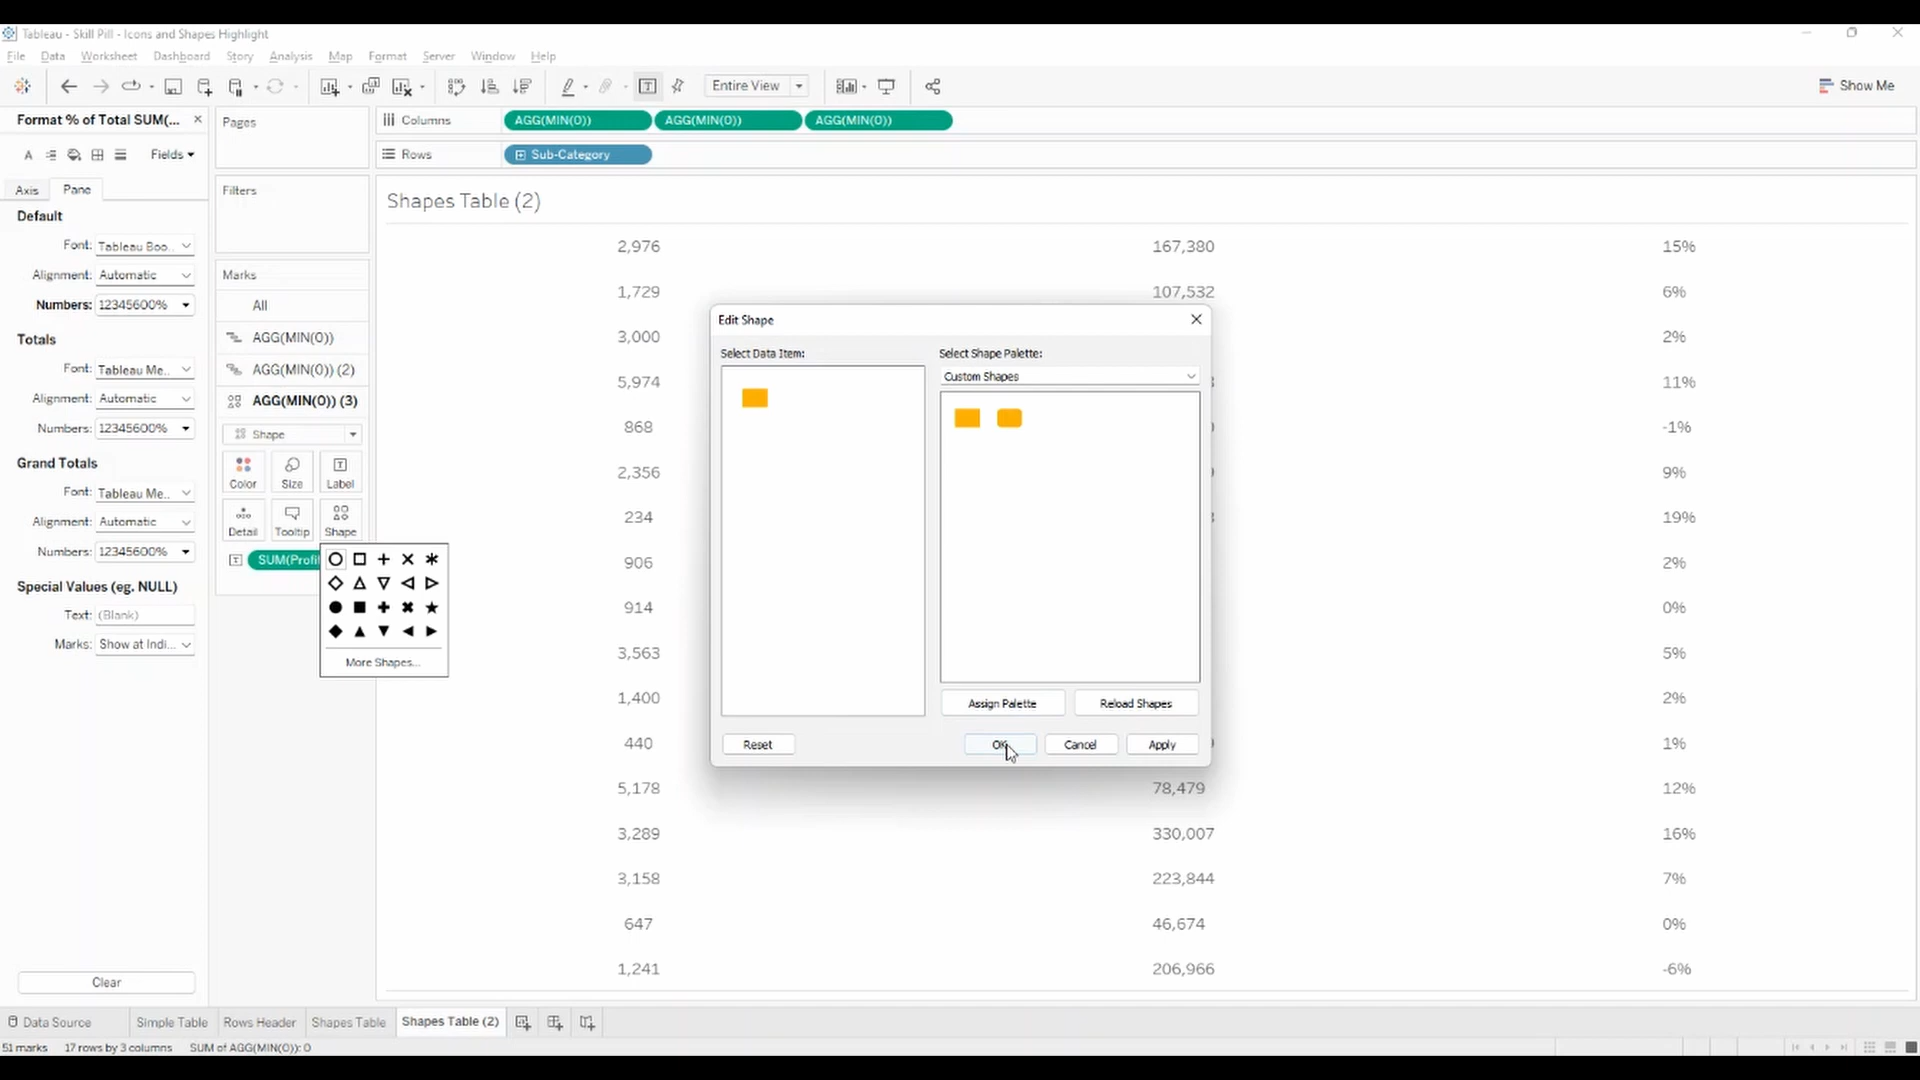 Tableau - Skill Pill - Icons and Shapes Highlight
File Data Worksheet Dashboard Story Analysis Map Format Server Window Help
Entire View
Show Me
Format % of Total SUM(...
Fields
Axis Pane
Default
Font: Tableau Boo..
Alignment: Automatic
Numbers: 12345600%
Totals
Font: Tableau Me..
Alignment: Automatic
Numbers: 12345600%
Grand Totals
Font: Tableau Me..
Alignment: Automatic
Numbers: 12345600%
Special Values (eg. NULL)
Text: (Blank)
Marks: Show at Indi...
Clear
Pages
Filters
Marks
All
AGG(MIN(0))
AGG(MIN(0)) (2)
AGG(MIN(0)) (3)
Shape
Color Size Label
Detail Tooltip Shape
SUM(Profi
More Shapes...
Columns AGG(MIN(0)) AGG(MIN(0)) AGG(MIN(0))
Rows Sub-Category
Shapes Table (2)
2,976 167,380 15%
1,729 107,532 6%
3,000 2%
5,974 11%
868 -1%
2,356 9%
234 19%
906 2%
914 0%
3,563 5%
1,400 2%
440 1%
5,178 78,479 12%
3,289 330,007 16%
3,158 223,844 7%
647 46,674 0%
1,241 206,966 -6%
Edit Shape
Select Data Item:
Select Shape Palette:
Custom Shapes
Assign Palette Reload Shapes
Reset OK Cancel Apply
Data Source Simple Table Rows Header Shapes Table Shapes Table (2)
51 marks 17 rows by 3 columns SUM of AGG(MIN(0)): 0